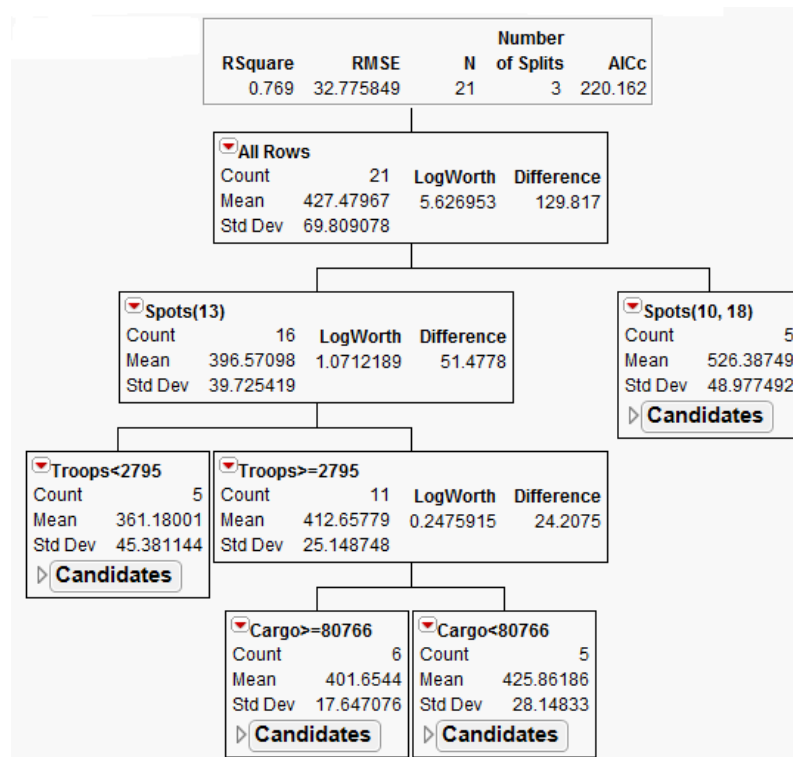 Number
RSquare RMSE N of Splits AICc
0.769 32.775849 21 3 220.162
All Rows
Count 21 LogWorth Difference
Mean 427.47967 5.626953 129.817
Std Dev 69.809078
Spots(13)
Count 16 LogWorth Difference
Mean 396.57098 1.0712189 51.4778
Std Dev 39.725419
Spots(10, 18)
Count 5
Mean 526.38749
Std Dev 48.977492
Candidates
Troops<2795
Count 5
Mean 361.18001
Std Dev 45.381144
Candidates
Troops>=2795
Count 11 LogWorth Difference
Mean 412.65779 0.2475915 24.2075
Std Dev 25.148748
Cargo>=80766
Count 6
Mean 401.6544
Std Dev 17.647076
Candidates
Cargo<80766
Count 5
Mean 425.86186
Std Dev 28.14833
Candidates